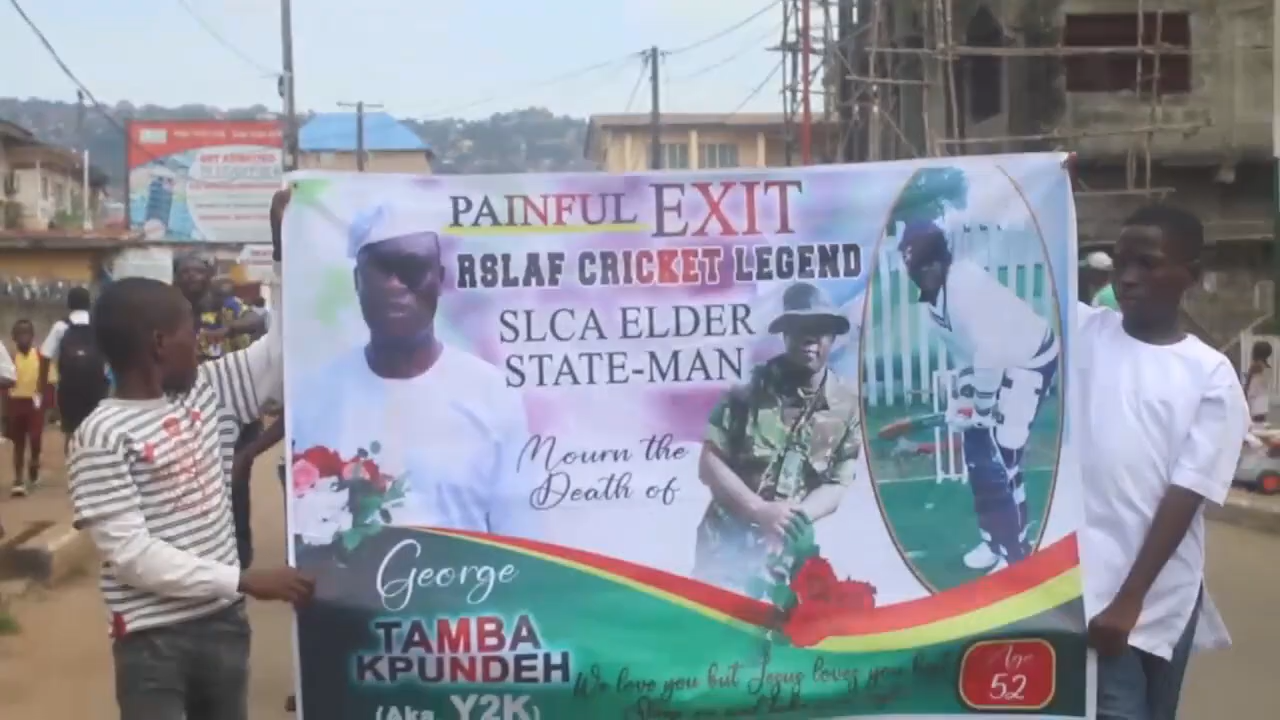 PAINFUL EXIT
RSLAF CRICKET LEGEND
SLCA ELDER
STATE-MAN
Mourn the
Death of
George
TAMBA
KPUNDEH
(Aka Y2K)
We love you but Jesus loves you best
Age
52